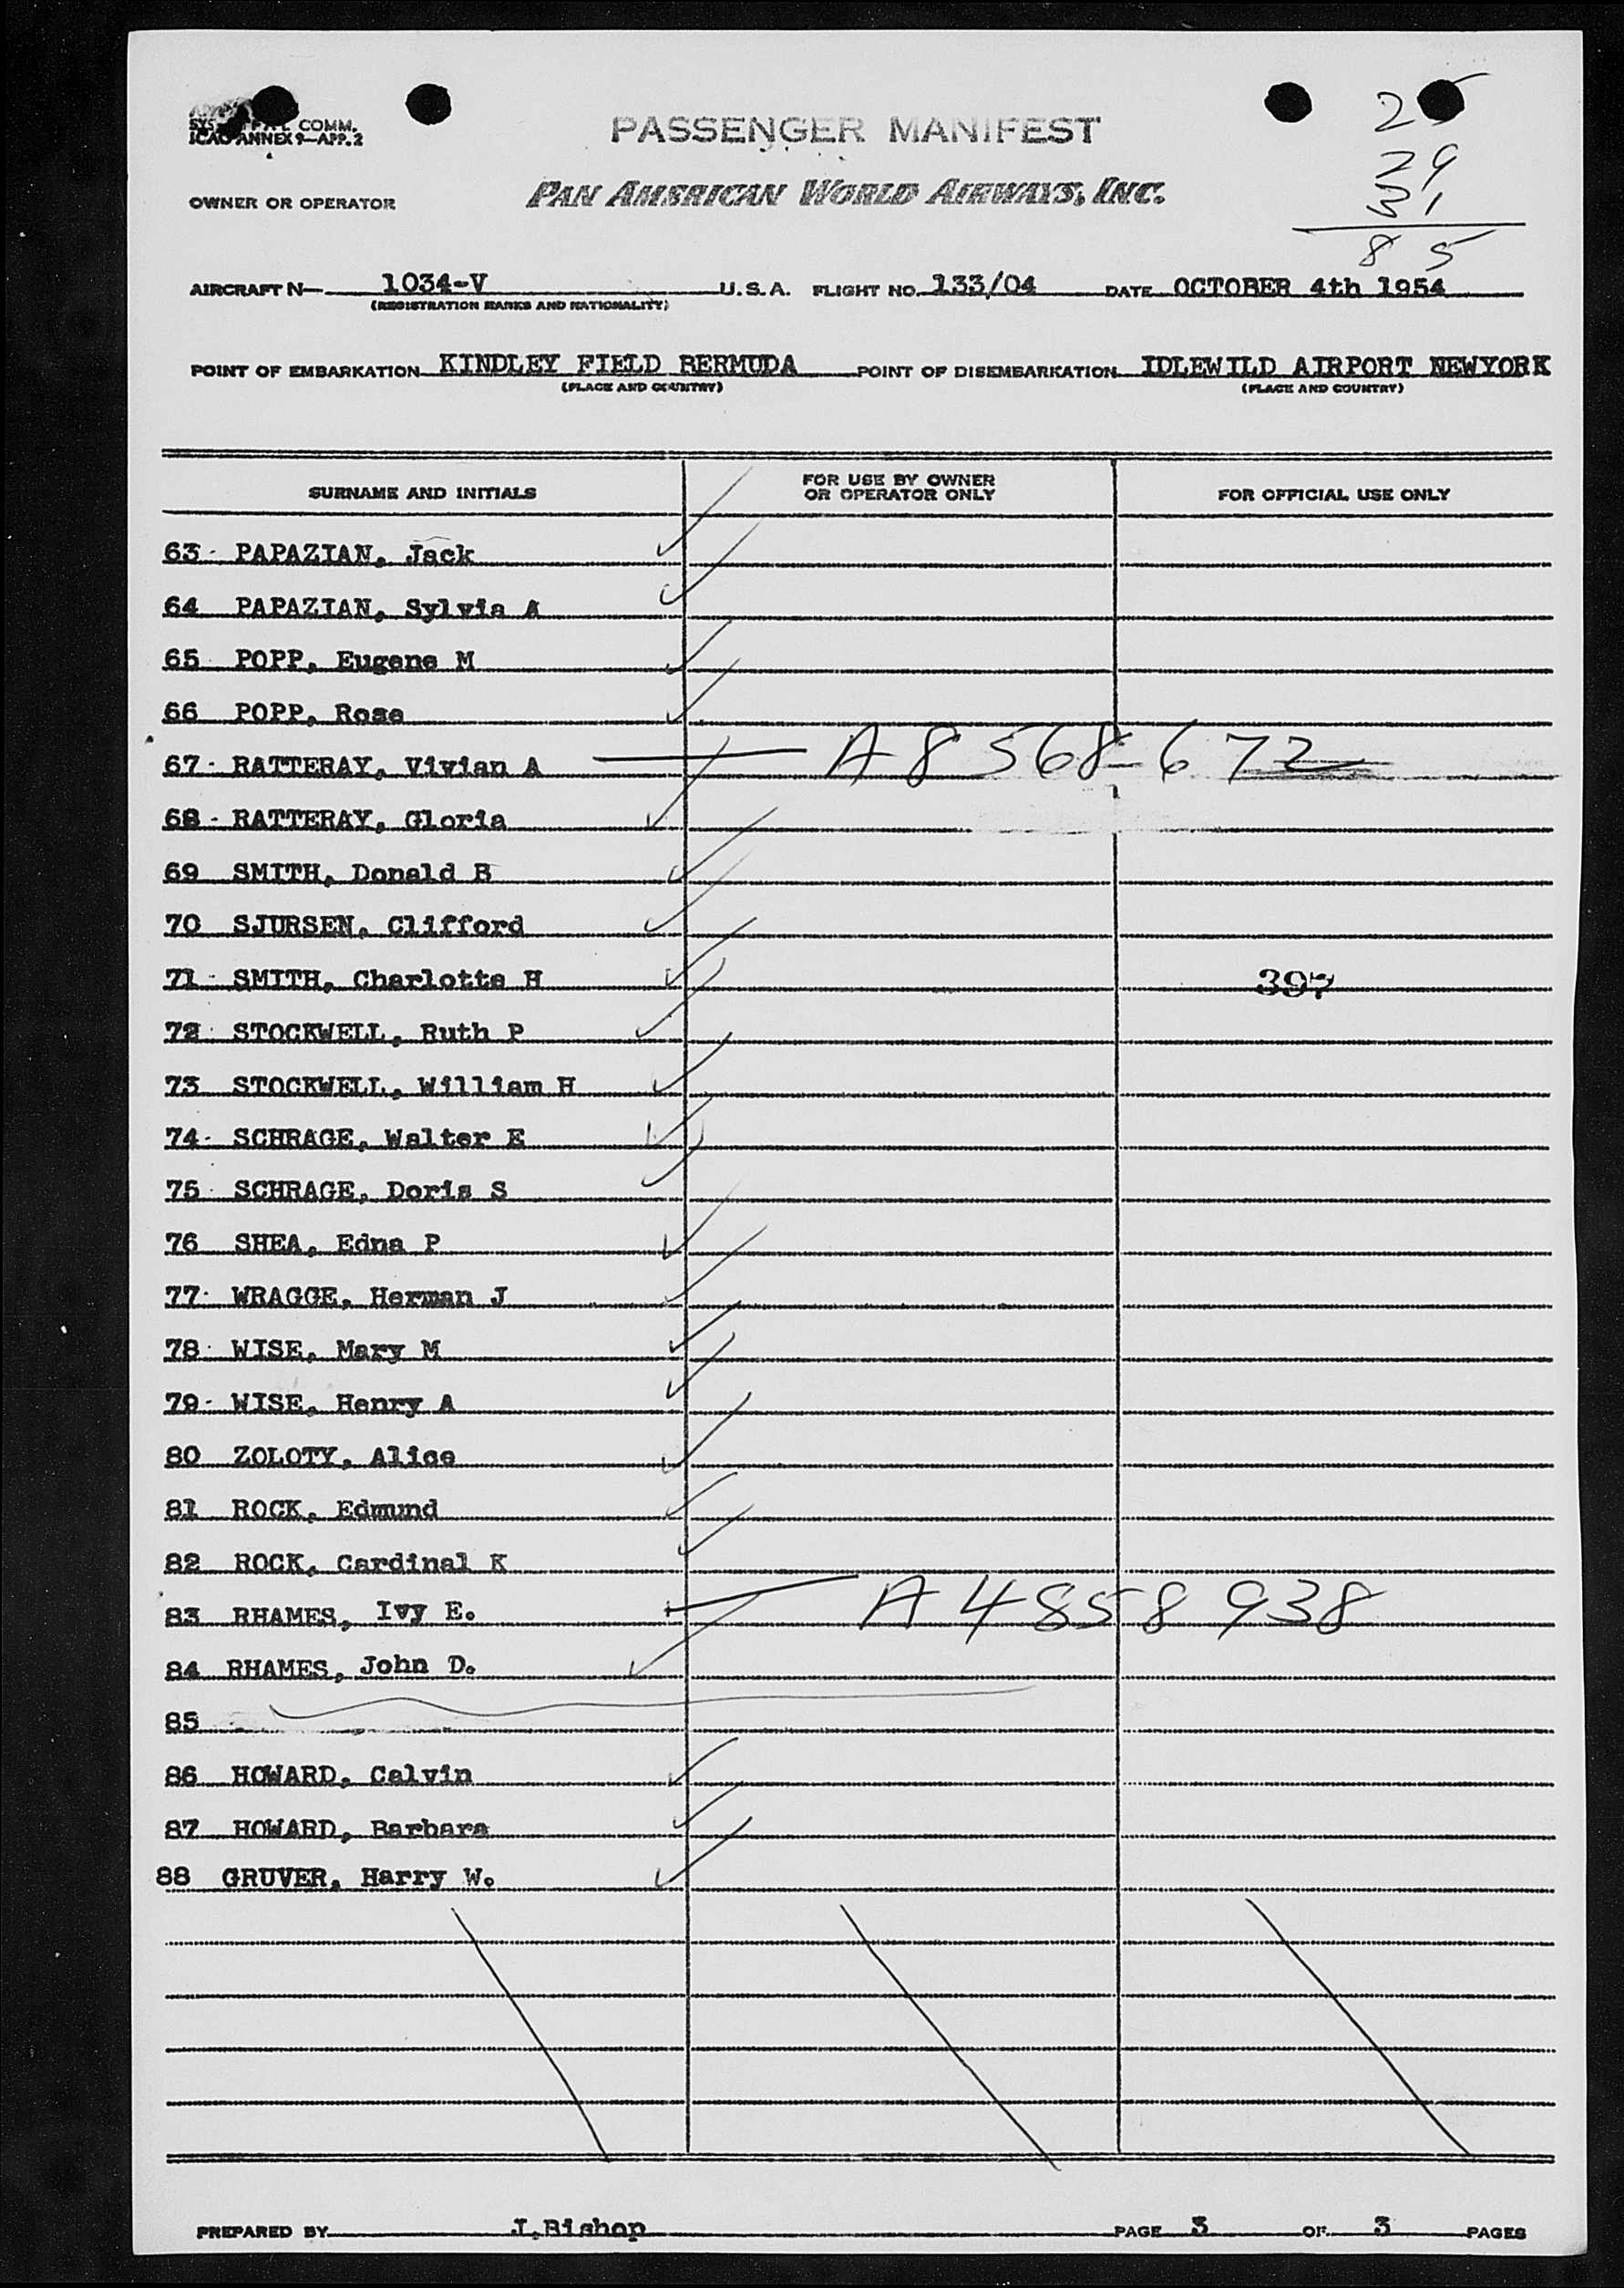 COMM.
ICAO ANNEX 9—APP. 2
PASSENGER MANIFEST
OWNER OR OPERATOR
PAN AMERICAN WORLD AIRWAYS, INC.
29
31
85
AIRCRAFT N— 1034-V U.S.A. FLIGHT NO. 133/04 DATE OCTOBER 4th 1954
(REGISTRATION MARKS AND NATIONALITY)
POINT OF EMBARKATION KINDLEY FIELD BERMUDA POINT OF DISEMBARKATION IDLEWILD AIRPORT NEWYORK
(PLACE AND COUNTRY) (PLACE AND COUNTRY)
SURNAME AND INITIALS
FOR USE BY OWNER
OR OPERATOR ONLY
FOR OFFICIAL USE ONLY
63 PAPAZIAN, Jack
64 PAPAZIAN, Sylvia A
65 POPP, Eugene M
66 POPP, Rose
67 RATTERAY, Vivian A A8 568 672
68 RATTERAY, Gloria
69 SMITH, Donald B
70 SJURSEN, Clifford
71 SMITH, Charlotte H 397
72 STOCKWELL, Ruth P
73 STOCKWELL, William H
74 SCHRAGE, Walter E
75 SCHRAGE, Doris S
76 SHEA, Edna P
77 WRAGGE, Herman J
78 WISE, Mary M
79 WISE, Henry A
80 ZOLOTY, Alice
81 ROCK, Edmund
82 ROCK, Cardinal K
83 RHAMES, Ivy E. A4858938
84 RHAMES, John D.
85
86 HOWARD, Calvin
87 HOWARD, Barbara
88 GRUVER, Harry W.
PREPARED BY J.Bishop PAGE 3 OF 3 PAGES